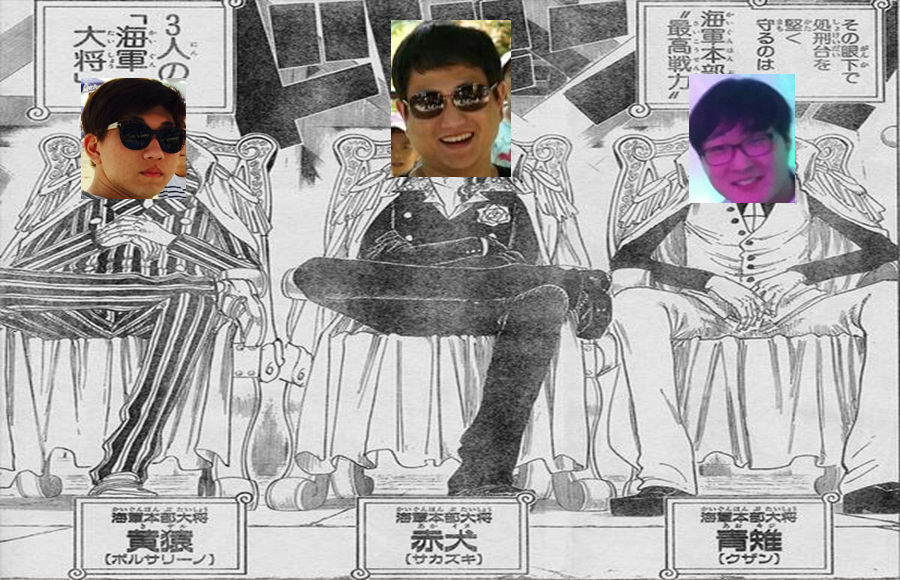 その眼下で
処刑台を
堅く
守るのは
海軍本部
“最高戦力”
3人の
「海軍
大将」
海軍本部大将
黄猿
(ボルサリーノ)
海軍本部大将
赤犬
(サカズキ)
海軍本部大将
青雉
(クザン)